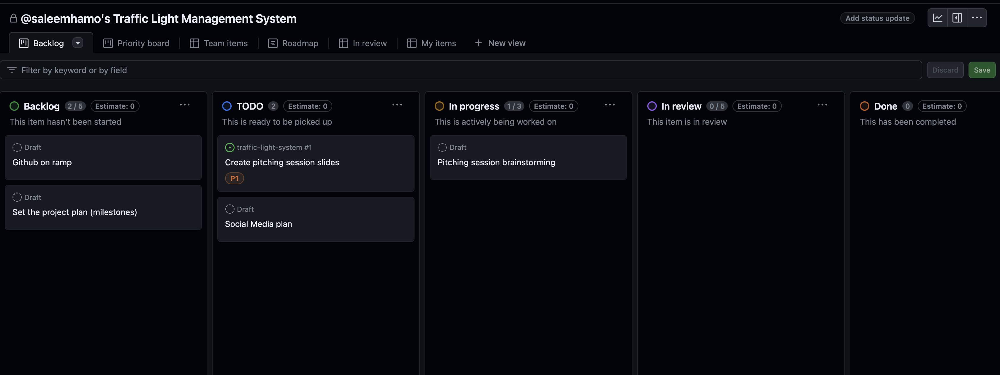 @saleemhamo's Traffic Light Management System
Add status update
Backlog
Priority board
Team items
Roadmap
In review
My items
New view
Filter by keyword or by field
Discard
Save
Backlog 2 / 5 Estimate: 0
This item hasn't been started
Draft
Github on ramp
Draft
Set the project plan (milestones)
TODO 2 Estimate: 0
This is ready to be picked up
traffic-light-system #1
Create pitching session slides
P1
Draft
Social Media plan
In progress 1 / 3 Estimate: 0
This is actively being worked on
Draft
Pitching session brainstorming
In review 0 / 5 Estimate: 0
This item is in review
Done 0 Estimate: 0
This has been completed